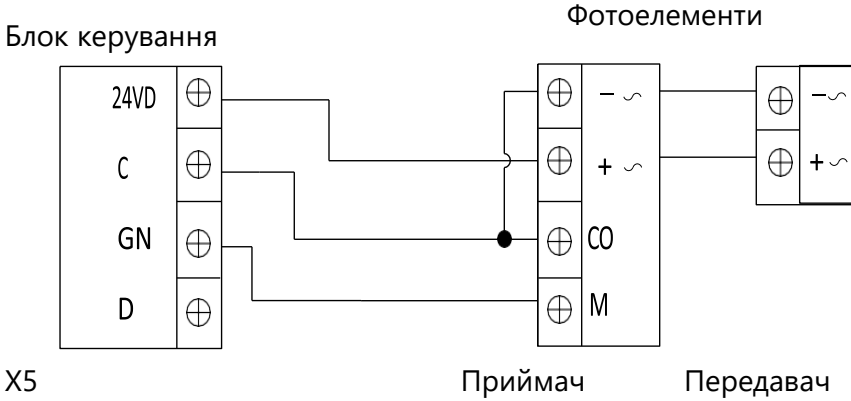 Фотоелементи
Блок керування
24VD
C
GN
D
− ~
+ ~
CO
M
− ~
+ ~
X5
Приймач
Передавач